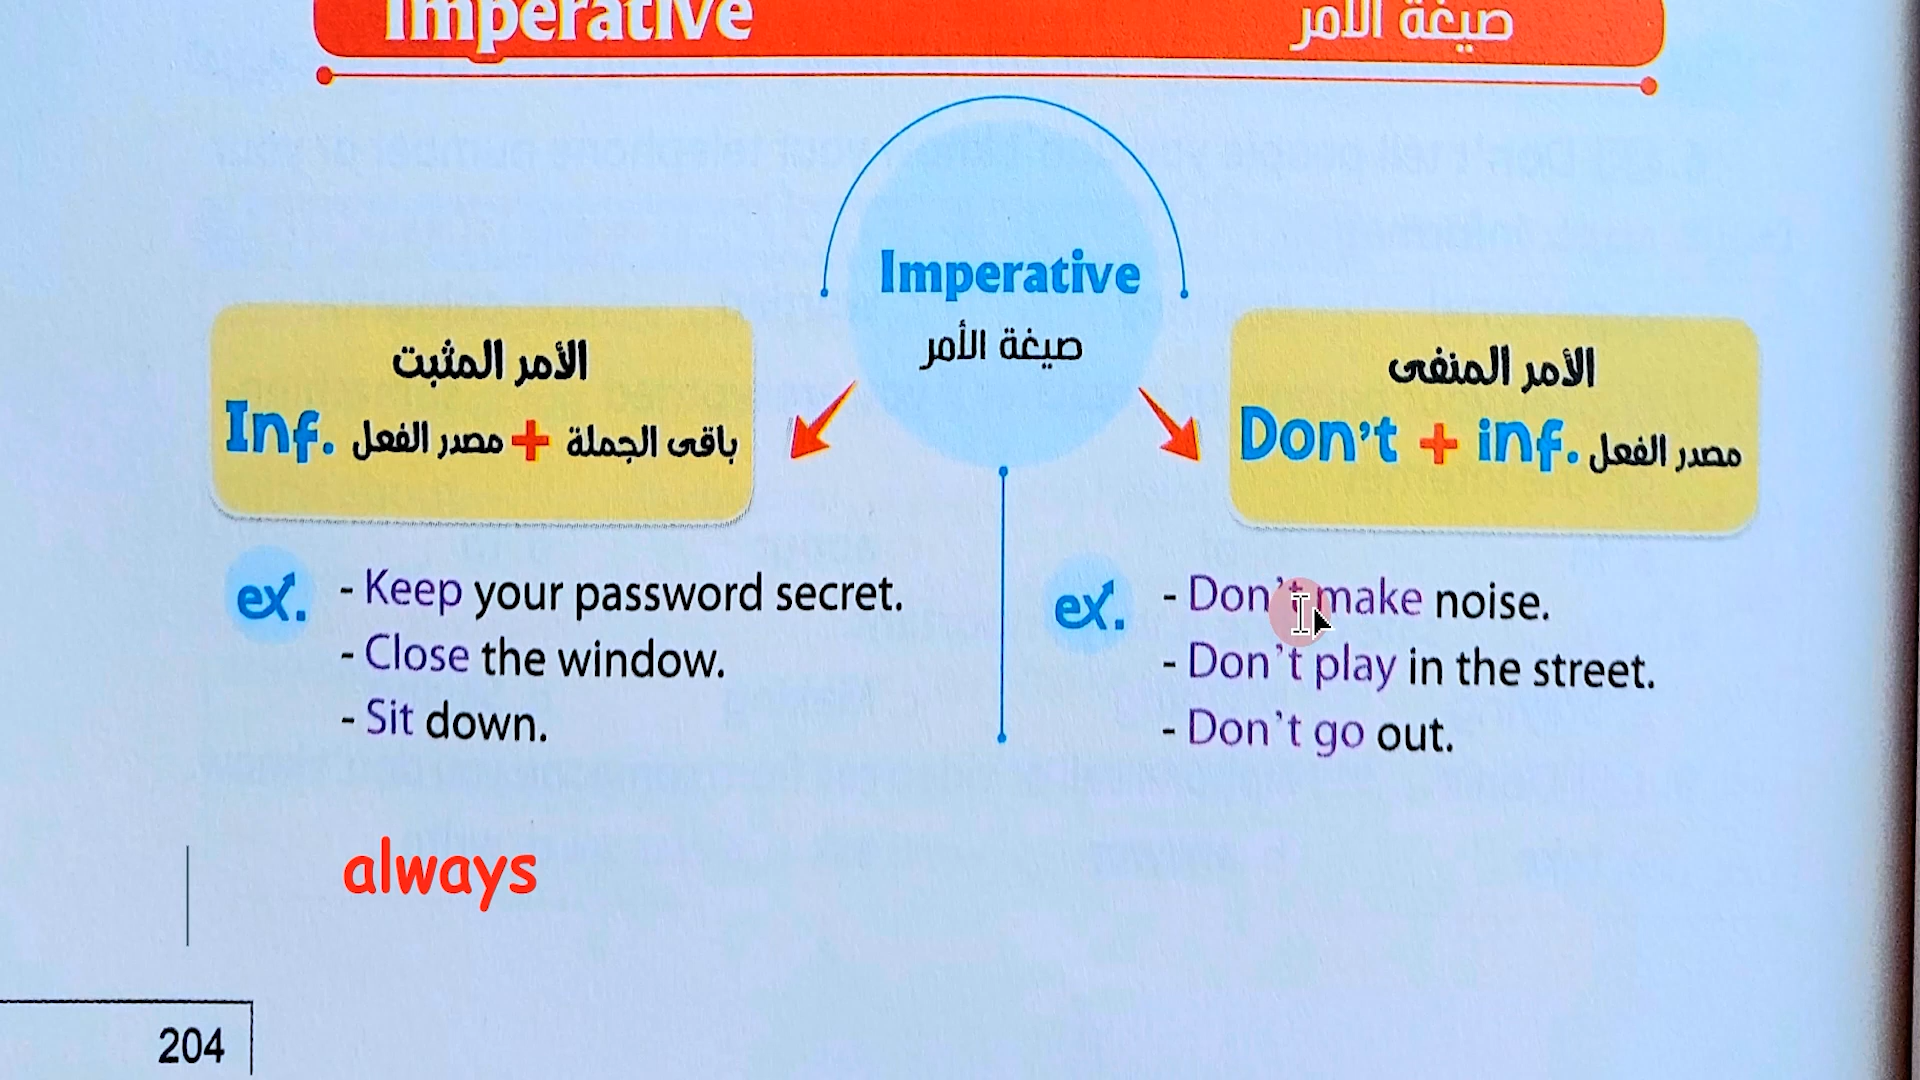 Imperative صيغة الأمر
Imperative
صيغة الأمر
الأمر المثبت
Inf. مصدر الفعل + باقى الجملة
ex. - Keep your password secret.
- Close the window.
- Sit down.
الأمر المنفى
Don't + inf. مصدر الفعل
ex. - Don't make noise.
- Don't play in the street.
- Don't go out.
always
204